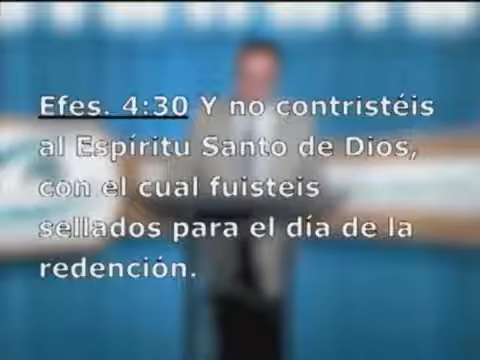 Efes. 4:30 Y no contristéis
al Espíritu Santo de Dios,
con el cual fuisteis
sellados para el día de la
redención.